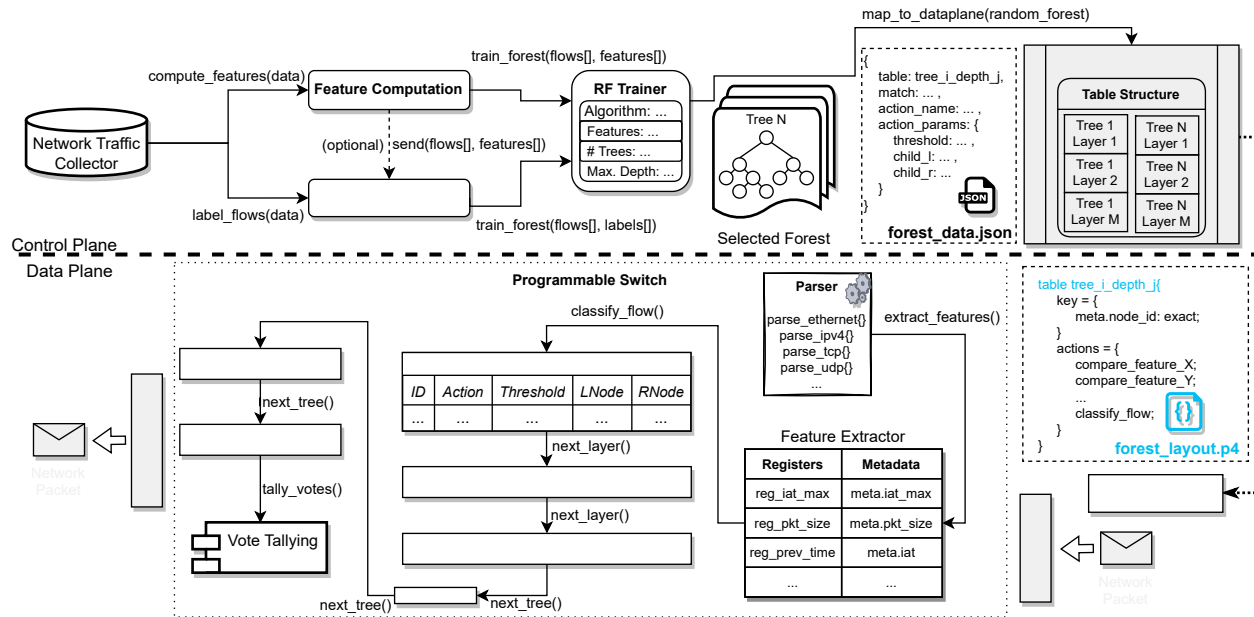 map_to_dataplane(random_forest)
train_forest(flows[], features[])
compute_features(data)
Feature Computation
RF Trainer
Algorithm: ...
Features: ...
# Trees: ...
Max. Depth: ...
Network Traffic
Collector
(optional)
send(flows[], features[])
label_flows(data)
train_forest(flows[], labels[])
Tree N
Selected Forest
{
table: tree_i_depth_j,
match: ... ,
action_name: ... ,
action_params: {
threshold: ... ,
child_l: ... ,
child_r: ...
}
}
JSON
forest_data.json
Table Structure
Tree 1
Layer 1
Tree N
Layer 1
Tree 1
Layer 2
Tree N
Layer 2
Tree 1
Layer M
Tree N
Layer M
Control Plane
Data Plane
Programmable Switch
classify_flow()
Parser
parse_ethernet{}
parse_ipv4{}
parse_tcp{}
parse_udp{}
...
extract_features()
next_tree()
ID Action Threshold LNode RNode
... ... ... ... ...
next_layer()
tally_votes()
next_layer()
Vote Tallying
next_tree()
next_tree()
Feature Extractor
Registers Metadata
reg_iat_max meta.iat_max
reg_pkt_size meta.pkt_size
reg_prev_time meta.iat
... ...
table tree_i_depth_j{
key = {
meta.node_id: exact;
}
actions = {
compare_feature_X;
compare_feature_Y;
...
classify_flow;
}
}
{}
forest_layout.p4
Network
Packet
Network
Packet